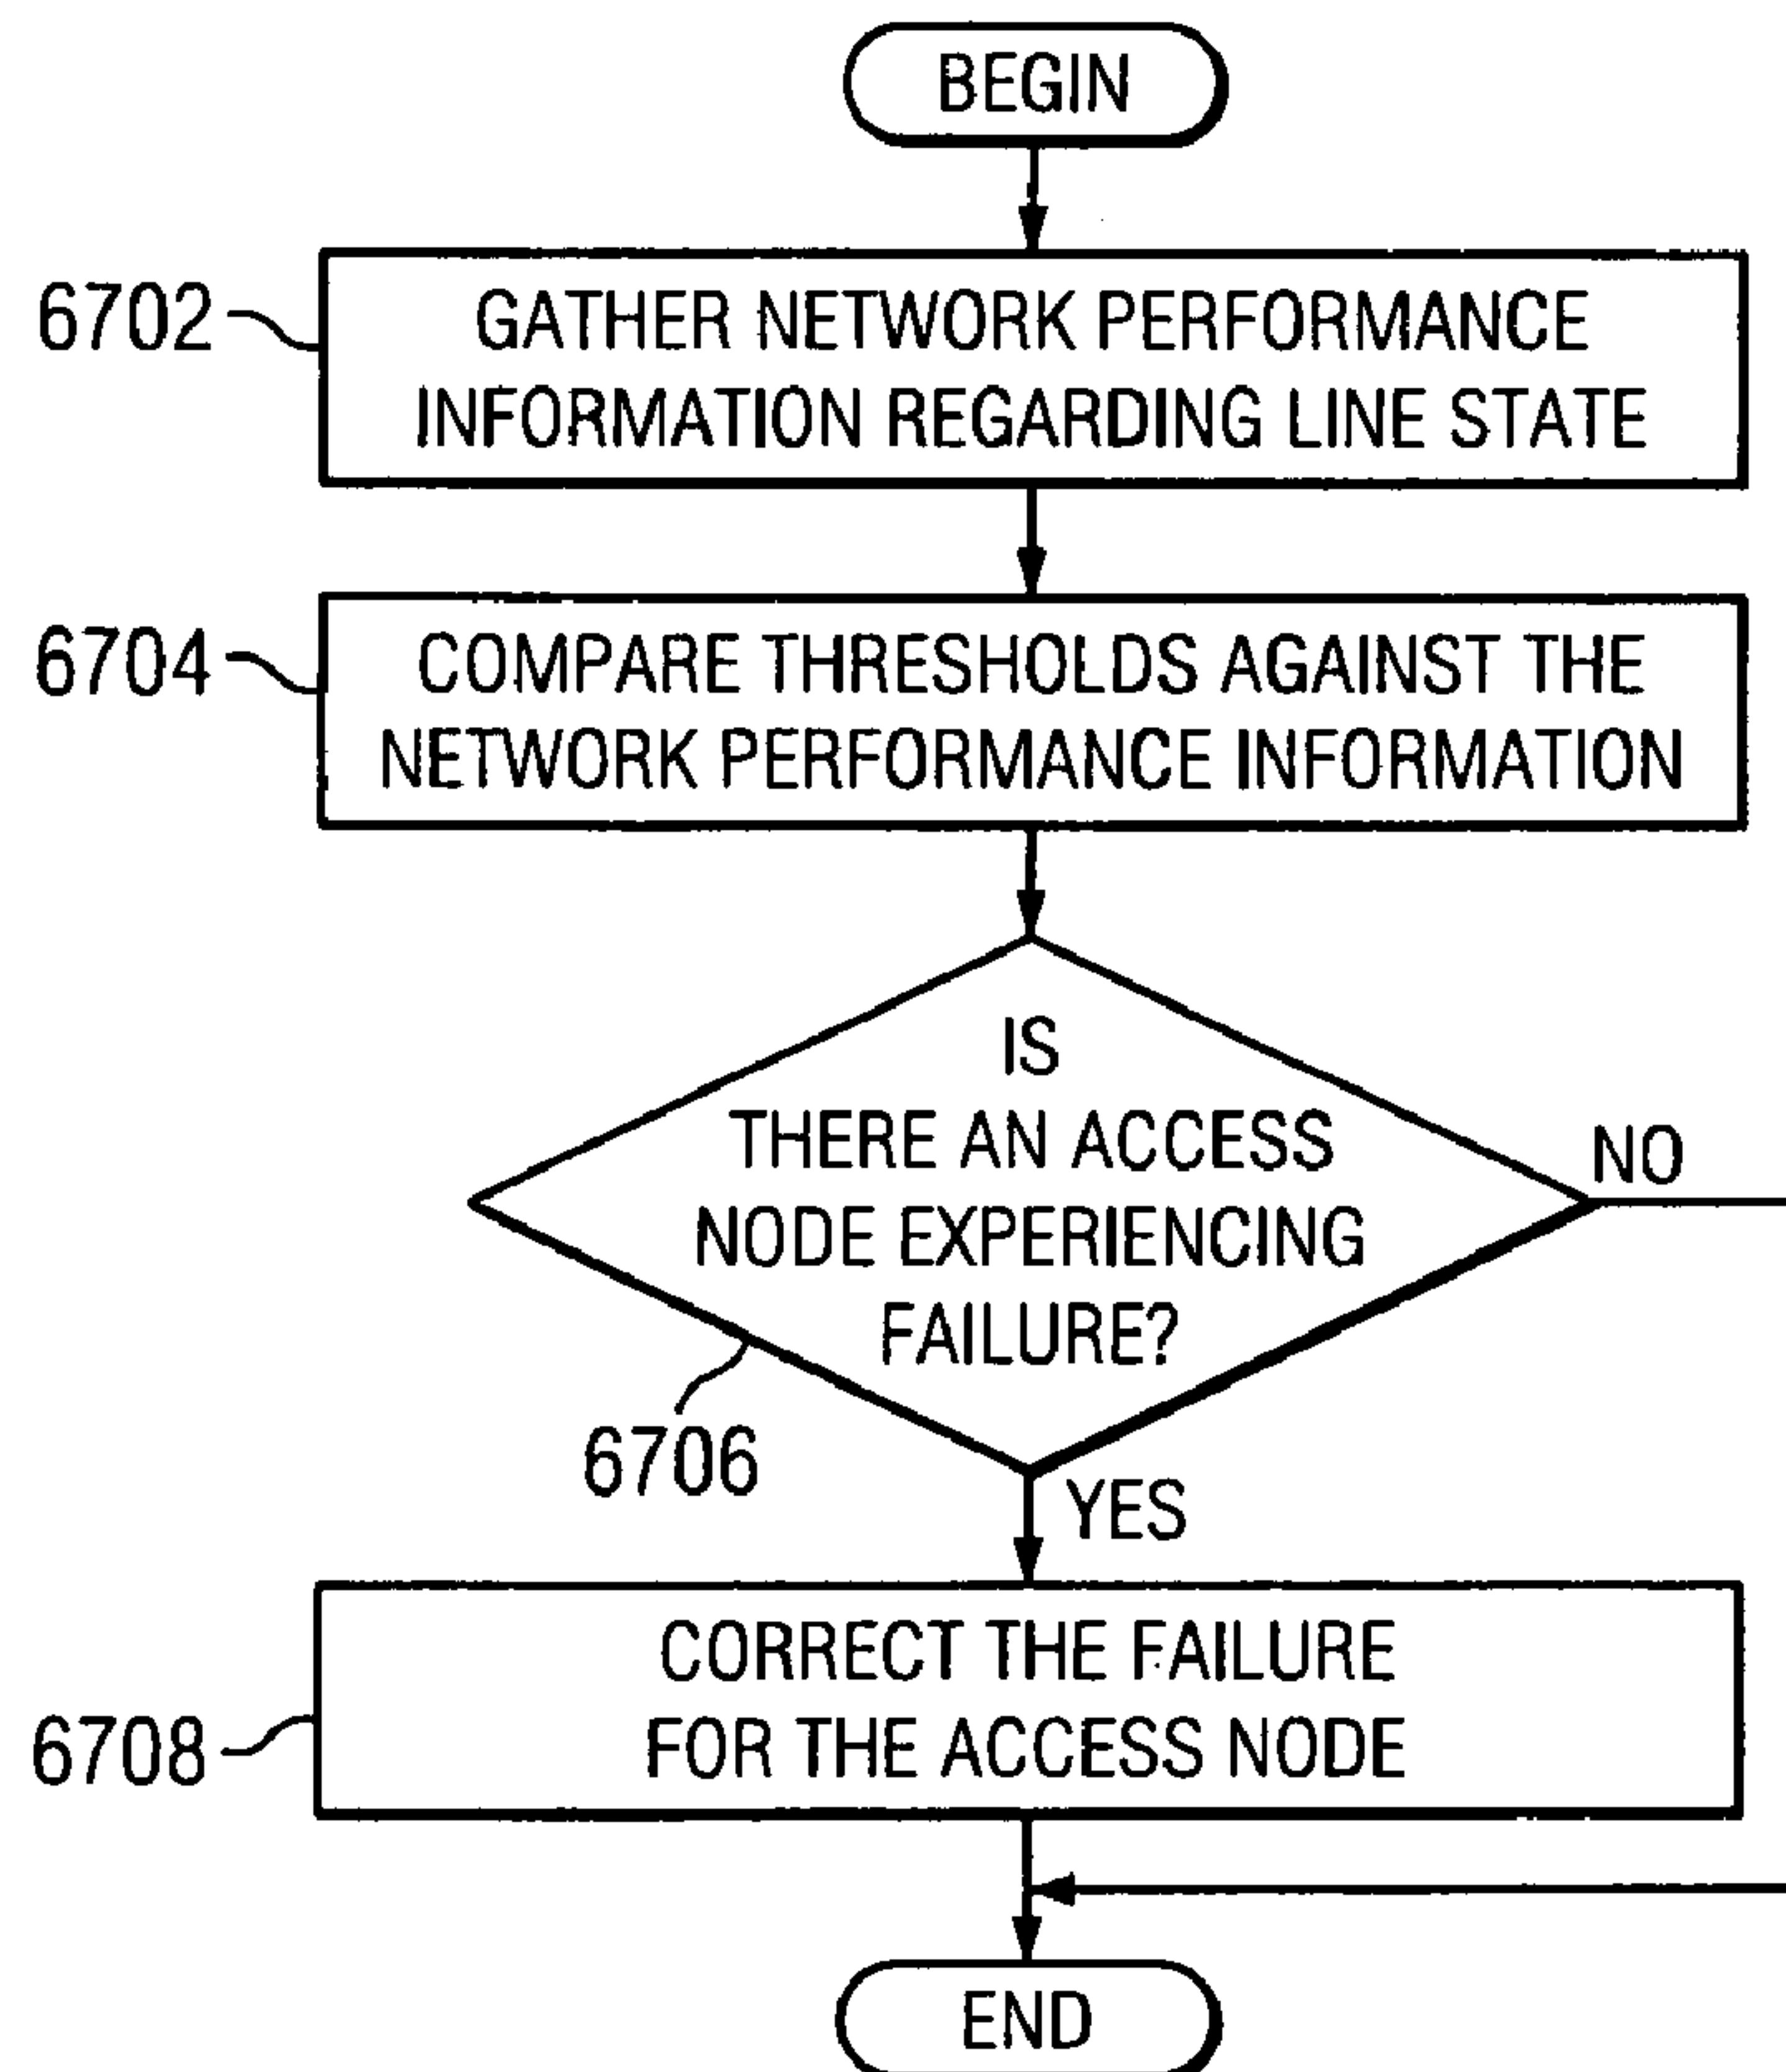 BEGIN
6702
GATHER NETWORK PERFORMANCE
INFORMATION REGARDING LINE STATE
6704
COMPARE THRESHOLDS AGAINST THE
NETWORK PERFORMANCE INFORMATION
IS
THERE AN ACCESS
NODE EXPERIENCING
FAILURE?
NO
6706
YES
CORRECT THE FAILURE
FOR THE ACCESS NODE
6708
END